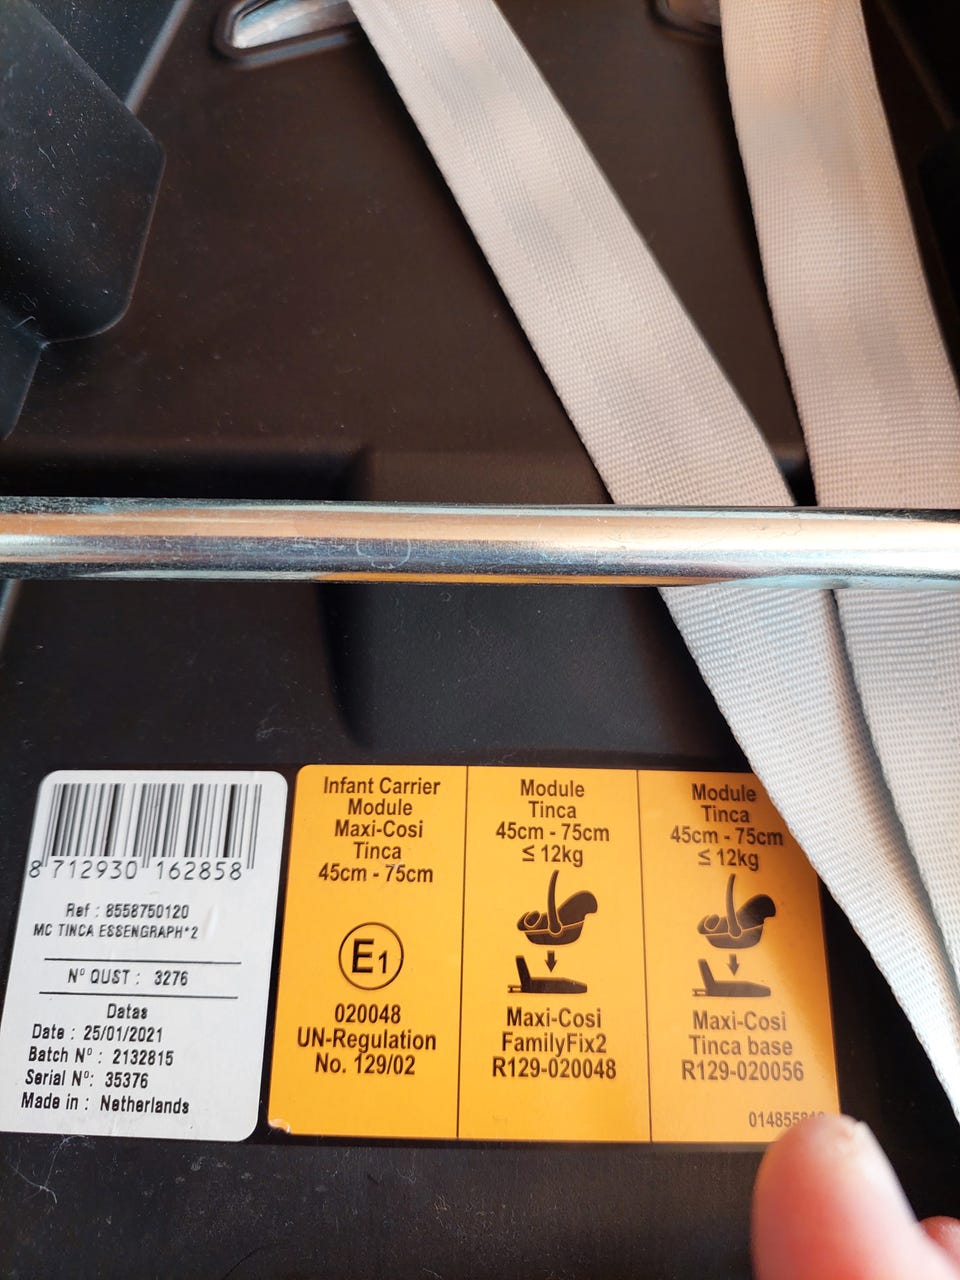 8 712930 162858
Ref : 8558750120
MC TINCA ESSENGRAPH*2
N° QUST : 3276
Datas
Date : 25/01/2021
Batch N° : 2132815
Serial N°: 35376
Made in : Netherlands
Infant Carrier
Module
Maxi-Cosi
Tinca
45cm - 75cm
E1
020048
UN-Regulation
No. 129/02
Module
Tinca
45cm - 75cm
≤ 12kg
Maxi-Cosi
FamilyFix2
R129-020048
Module
Tinca
45cm - 75cm
≤ 12kg
Maxi-Cosi
Tinca base
R129-020056